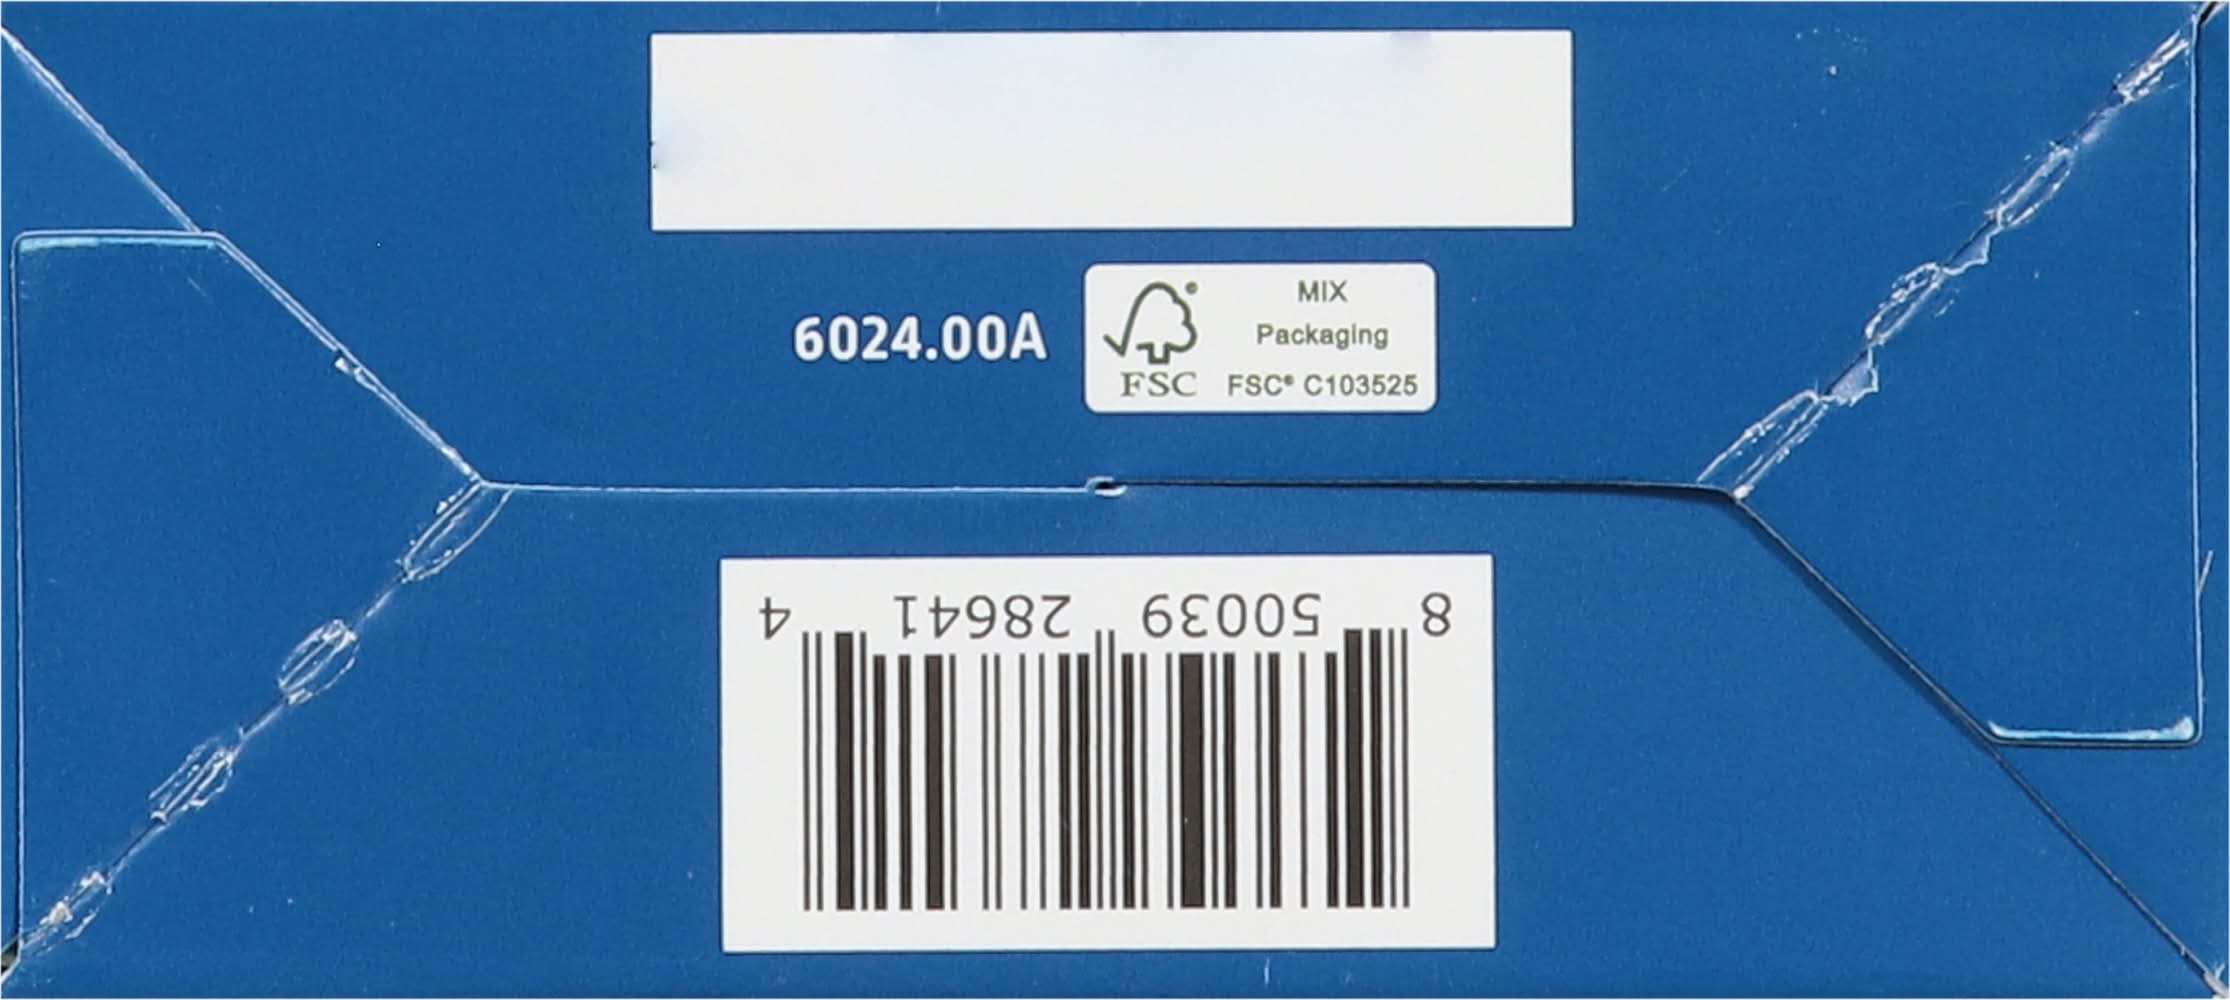 6024.00A
MIX
Packaging
FSC
FSC® C103525
8 50039 28641 4